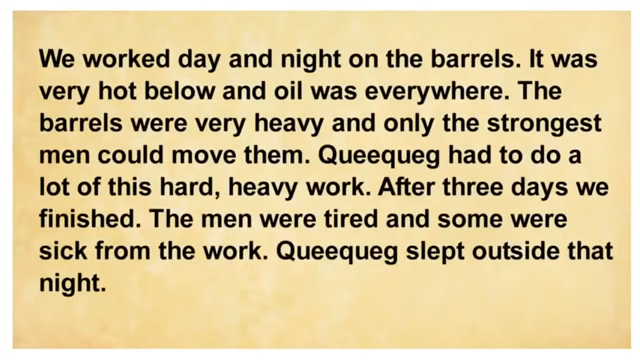 We worked day and night on the barrels. It was
very hot below and oil was everywhere. The
barrels were very heavy and only the strongest
men could move them. Queequeg had to do a
lot of this hard, heavy work. After three days we
finished. The men were tired and some were
sick from the work. Queequeg slept outside that
night.